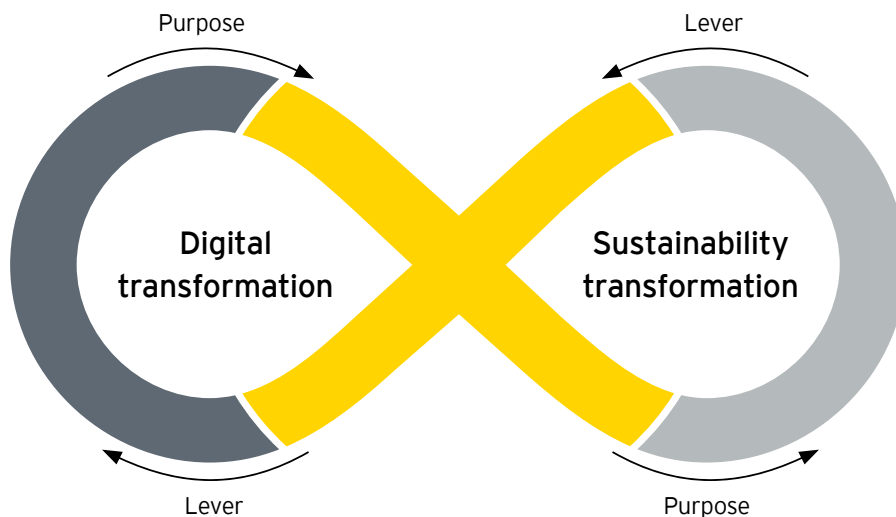 Purpose
Lever
Digital
transformation
Sustainability
transformation
Lever
Purpose